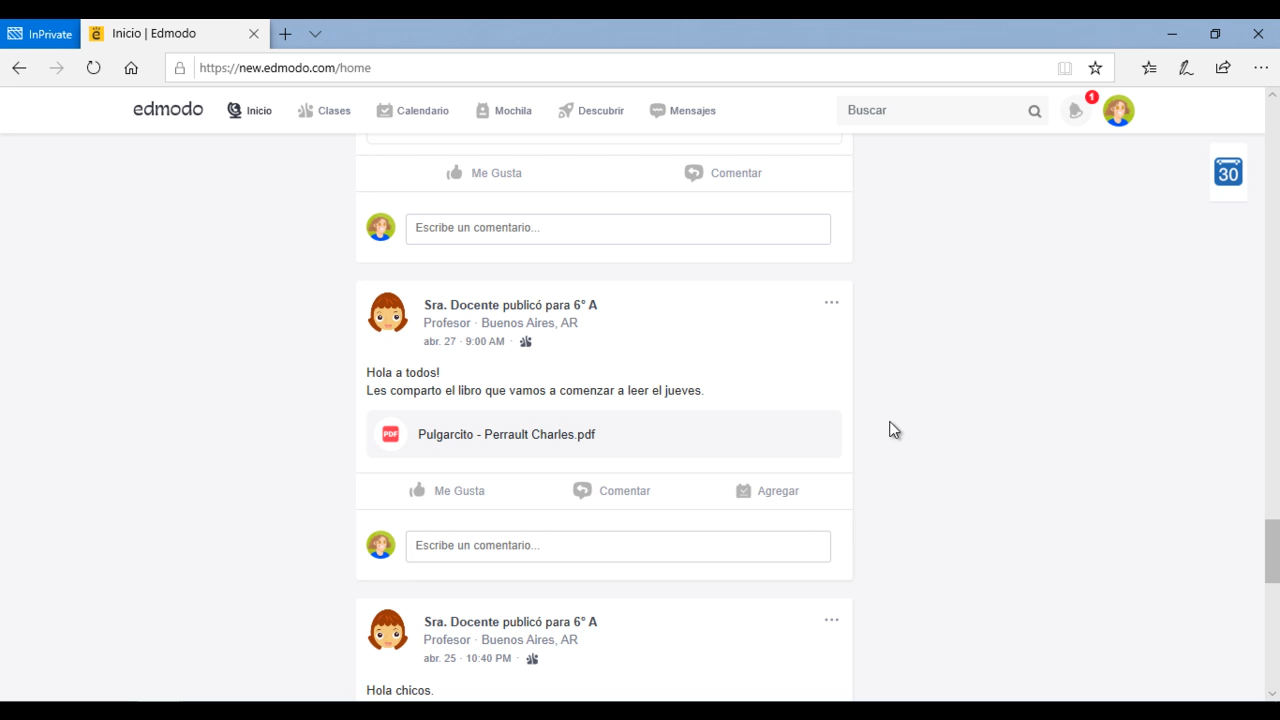 InPrivate
Inicio | Edmodo
https://new.edmodo.com/home
edmodo
Inicio
Clases
Calendario
Mochila
Descubrir
Mensajes
Buscar
1
30
Me Gusta
Comentar
Escribe un comentario...
Sra. Docente publicó para 6° A
Profesor · Buenos Aires, AR
abr. 27 · 9:00 AM ·
Hola a todos!
Les comparto el libro que vamos a comenzar a leer el jueves.
PDF
Pulgarcito - Perrault Charles.pdf
Me Gusta
Comentar
Agregar
Escribe un comentario...
Sra. Docente publicó para 6° A
Profesor · Buenos Aires, AR
abr. 25 · 10:40 PM ·
Hola chicos.